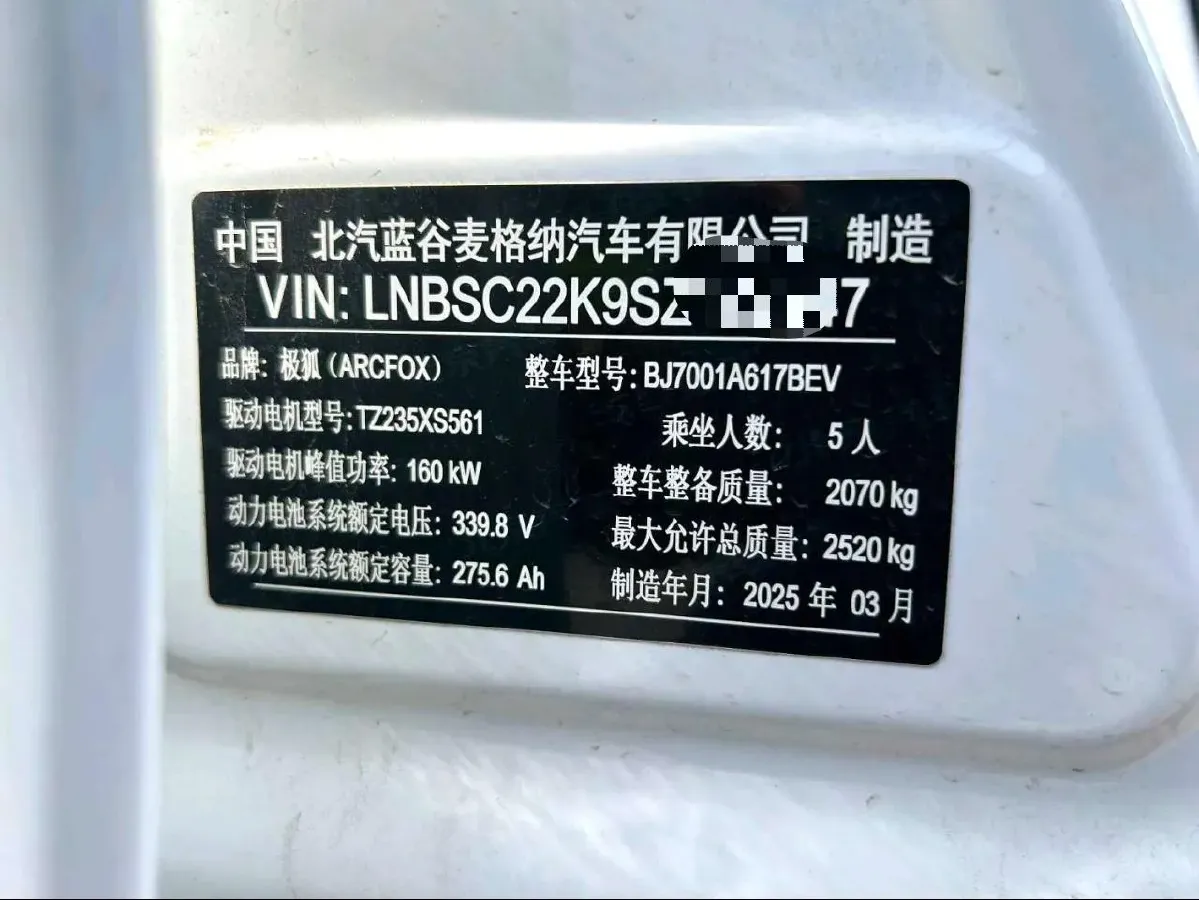 中国 北汽蓝谷麦格纳汽车有限公司 制造
VIN: LNBSC22K9SZ 47
品牌: 极狐(ARCFOX) 整车型号: BJ7001A617BEV
驱动电机型号: TZ235XS561 乘坐人数: 5 人
驱动电机峰值功率: 160 kW 整车整备质量: 2070 kg
动力电池系统额定电压: 339.8 V 最大允许总质量: 2520 kg
动力电池系统额定容量: 275.6 Ah 制造年月: 2025 年 03 月